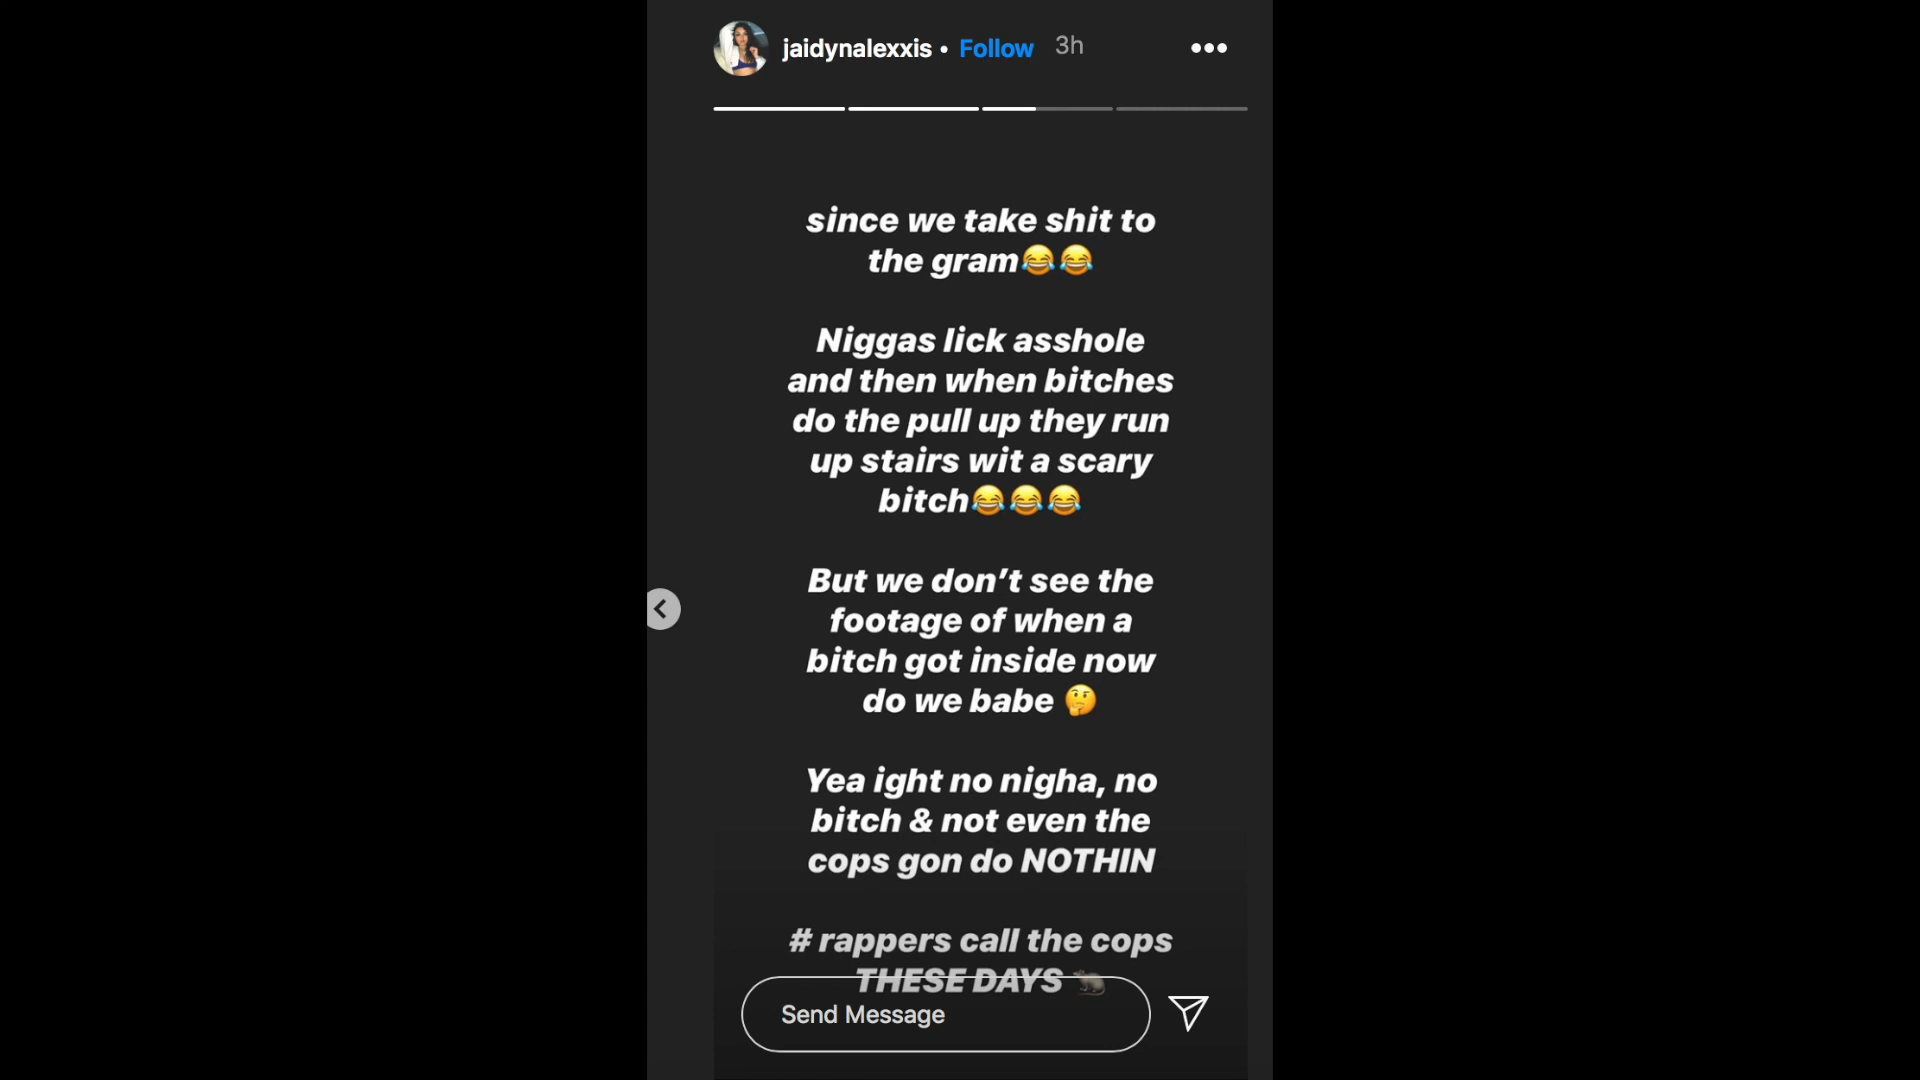 jaidynalexxis • Follow 3h
since we take shit to
the gram😂😂
Niggas lick asshole
and then when bitches
do the pull up they run
up stairs wit a scary
bitch😂😂😂
But we don’t see the
footage of when a
bitch got inside now
do we babe 🤔
Yea ight no nigha, no
bitch & not even the
cops gon do NOTHIN
# rappers call the cops
THESE DAYS 🐀
Send Message